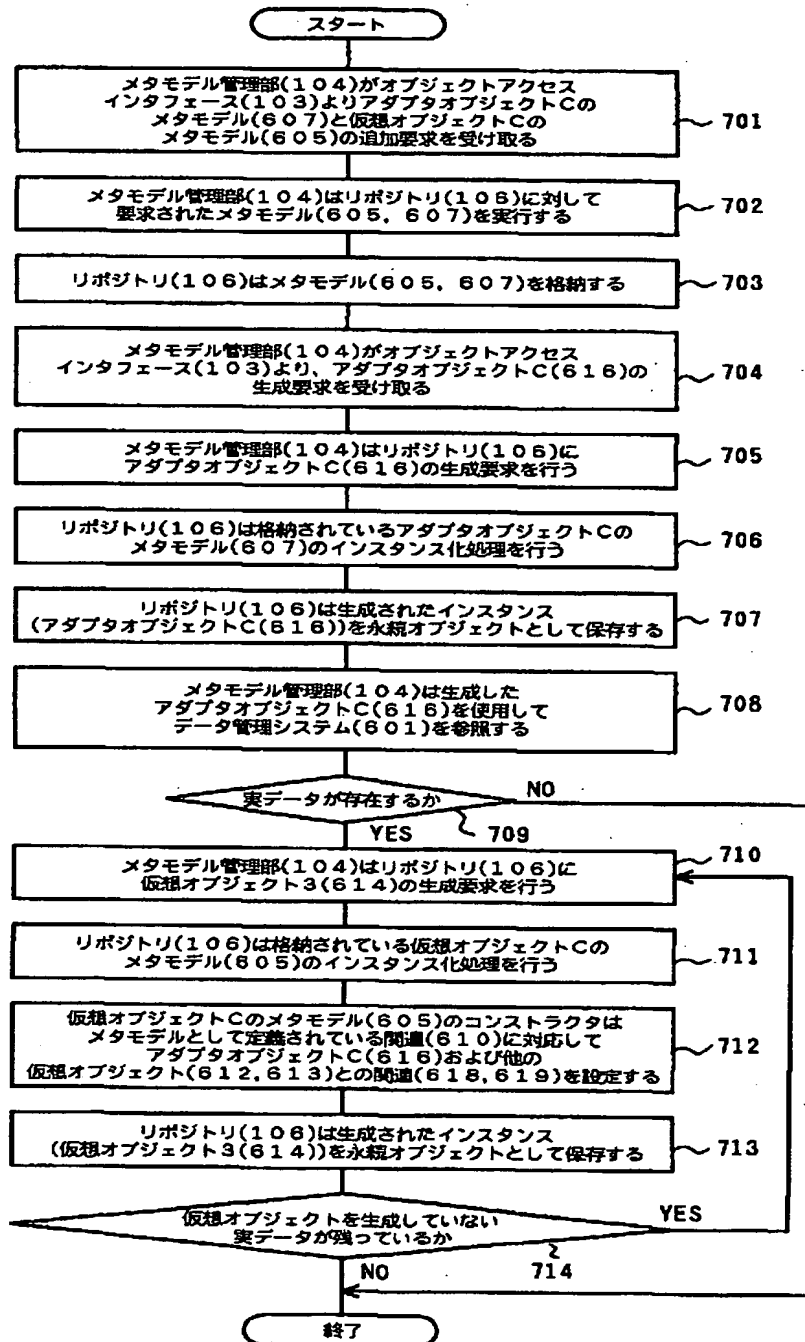 スタート
メタモデル管理部(104)がオブジェクトアクセス
インタフェース(103)よりアダプタオブジェクトCの
メタモデル(607)と仮想オブジェクトCの
メタモデル(605)の追加要求を受け取る
701
メタモデル管理部(104)はリポジトリ(106)に対して
要求されたメタモデル(605,607)を実行する
702
リポジトリ(106)はメタモデル(605,607)を格納する
703
メタモデル管理部(104)がオブジェクトアクセス
インタフェース(103)より、アダプタオブジェクトC(616)の
生成要求を受け取る
704
メタモデル管理部(104)はリポジトリ(106)に
アダプタオブジェクトC(616)の生成要求を行う
705
リポジトリ(106)は格納されているアダプタオブジェクトCの
メタモデル(607)のインスタンス化処理を行う
706
リポジトリ(106)は生成されたインスタンス
(アダプタオブジェクトC(616))を永続オブジェクトとして保存する
707
メタモデル管理部(104)は生成した
アダプタオブジェクトC(616)を使用して
データ管理システム(601)を参照する
708
実データが存在するか
NO
YES
709
メタモデル管理部(104)はリポジトリ(106)に
仮想オブジェクト3(614)の生成要求を行う
710
リポジトリ(106)は格納されている仮想オブジェクトCの
メタモデル(605)のインスタンス化処理を行う
711
仮想オブジェクトCのメタモデル(605)のコンストラクタは
メタモデルとして定義されている関連(610)に対応して
アダプタオブジェクトC(616)および他の
仮想オブジェクト(612,613)との関連(618,619)を設定する
712
リポジトリ(106)は生成されたインスタンス
(仮想オブジェクト3(614))を永続オブジェクトとして保存する
713
仮想オブジェクトを生成していない
実データが残っているか
YES
714
NO
終了